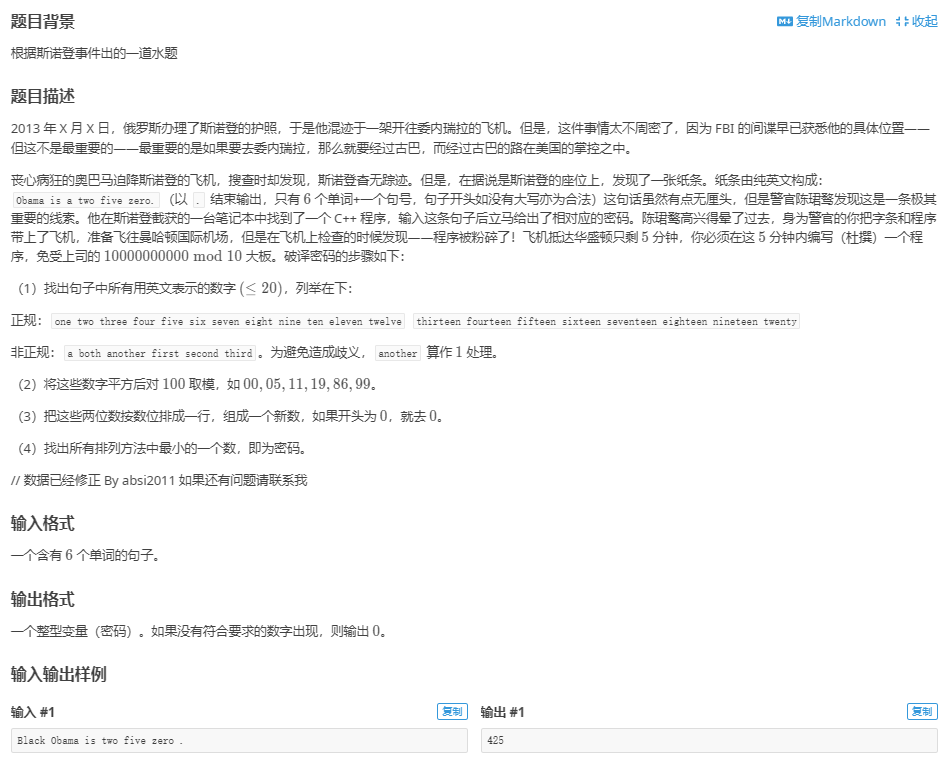 题目背景
复制Markdown 收起
根据斯诺登事件出的一道水题
题目描述
2013 年 X 月 X 日，俄罗斯办理了斯诺登的护照，于是他混迹于一架开往委内瑞拉的飞机。但是，这件事情太不周密了，因为 FBI 的间谍早已获悉他的具体位置——
但这不是最重要的——最重要的是如果要去委内瑞拉，那么就要经过古巴，而经过古巴的路在美国的掌控之中。
丧心病狂的奥巴马迫降斯诺登的飞机，搜查时却发现，斯诺登杳无踪迹。但是，在据说是斯诺登的座位上，发现了一张纸条。纸条由纯英文构成：
Obama is a two five zero. （以 . 结束输出，只有 6 个单词+一个句号，句子开头如没有大写亦为合法）这句话虽然有点无厘头，但是警官陈珺骛发现这是一条极其
重要的线索。他在斯诺登截获的一台笔记本中找到了一个 C++ 程序，输入这条句子后立马给出了相对应的密码。陈珺鹜高兴得晕了过去，身为警官的你把字条和程序
带上了飞机，准备飞往曼哈顿国际机场，但是在飞机上检查的时候发现——程序被粉碎了！飞机抵达华盛顿只剩 5 分钟，你必须在这 5 分钟内编写（杜撰）一个程
序，免受上司的 10000000000 mod 10 大板。破译密码的步骤如下：
（1）找出句子中所有用英文表示的数字 (≤ 20)，列举在下：
正规：one two three four five six seven eight nine ten eleven twelve thirteen fourteen fifteen sixteen seventeen eighteen nineteen twenty
非正规：a both another first second third 。为避免造成歧义，another 算作 1 处理。
（2）将这些数字平方后对 100 取模，如 00, 05, 11, 19, 86, 99。
（3）把这些两位数按数位排成一行，组成一个新数，如果开头为 0，就去 0。
（4）找出所有排列方法中最小的一个数，即为密码。
// 数据已经修正 By absi2011 如果还有问题请联系我
输入格式
一个含有 6 个单词的句子。
输出格式
一个整型变量（密码）。如果没有符合要求的数字出现，则输出 0。
输入输出样例
输入 #1
复制
Black Obama is two five zero .
输出 #1
复制
425